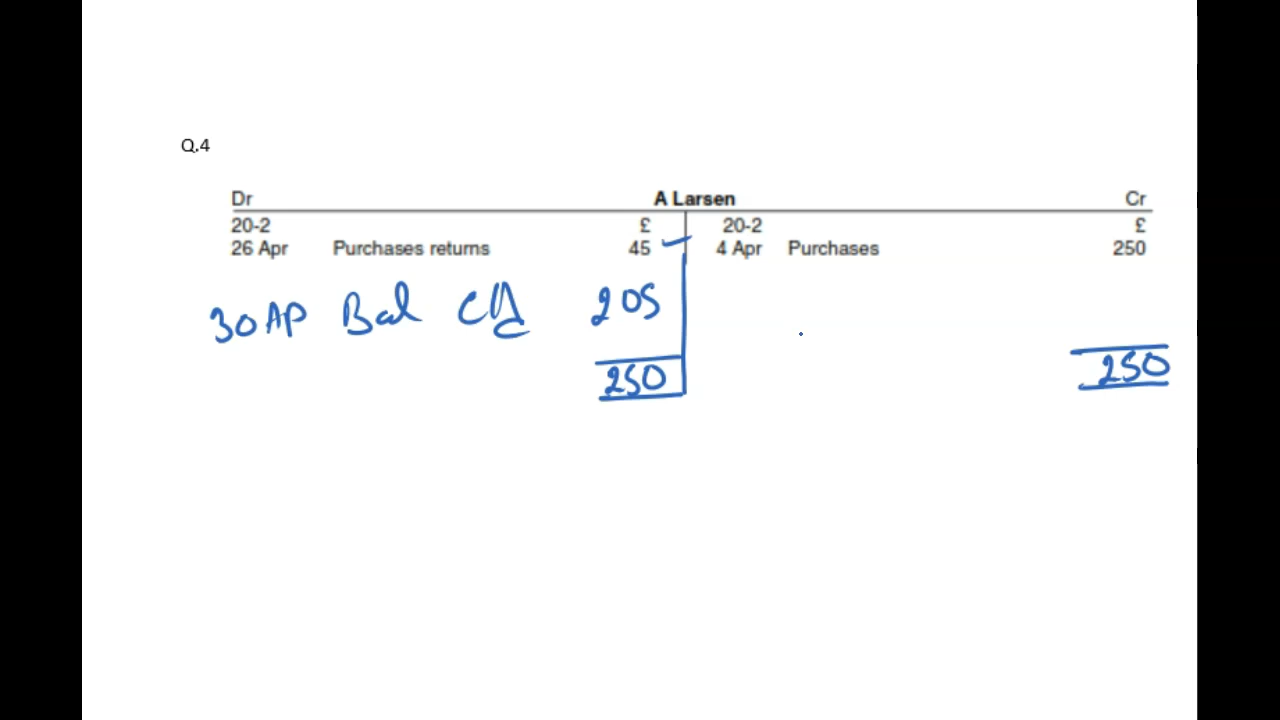 Q.4
Dr A Larsen Cr
20-2 £ 20-2 £
26 Apr Purchases returns 45 4 Apr Purchases 250
30 AP Bal C/d 205
250 250